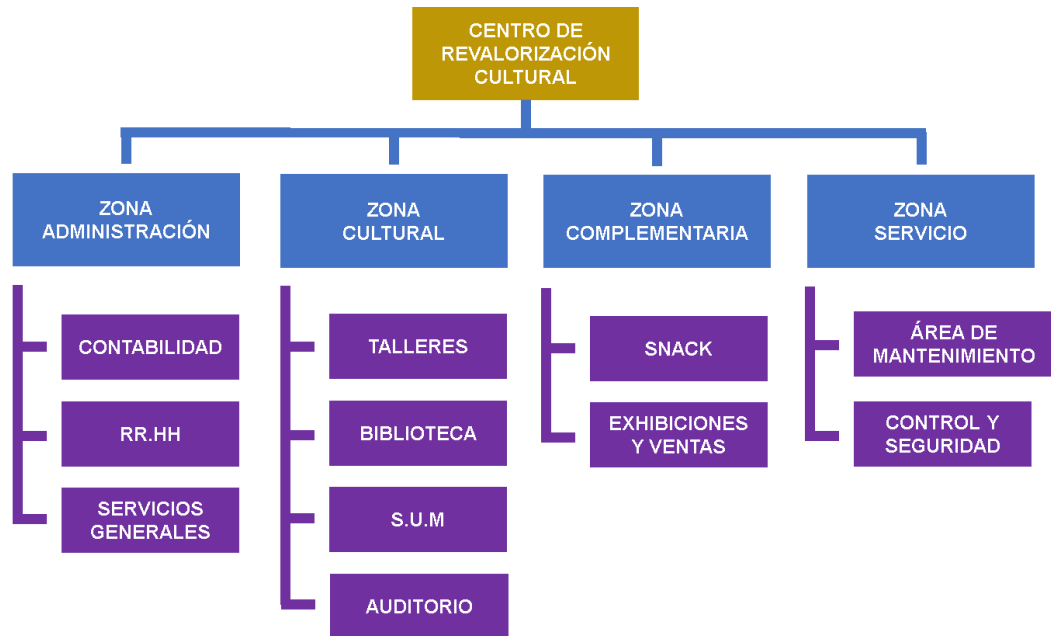 CENTRO DE
REVALORIZACIÓN
CULTURAL
ZONA
ADMINISTRACIÓN
CONTABILIDAD
RR.HH
SERVICIOS
GENERALES
ZONA
CULTURAL
TALLERES
BIBLIOTECA
S.U.M
AUDITORIO
ZONA
COMPLEMENTARIA
SNACK
EXHIBICIONES
Y VENTAS
ZONA
SERVICIO
ÁREA DE
MANTENIMIENTO
CONTROL Y
SEGURIDAD